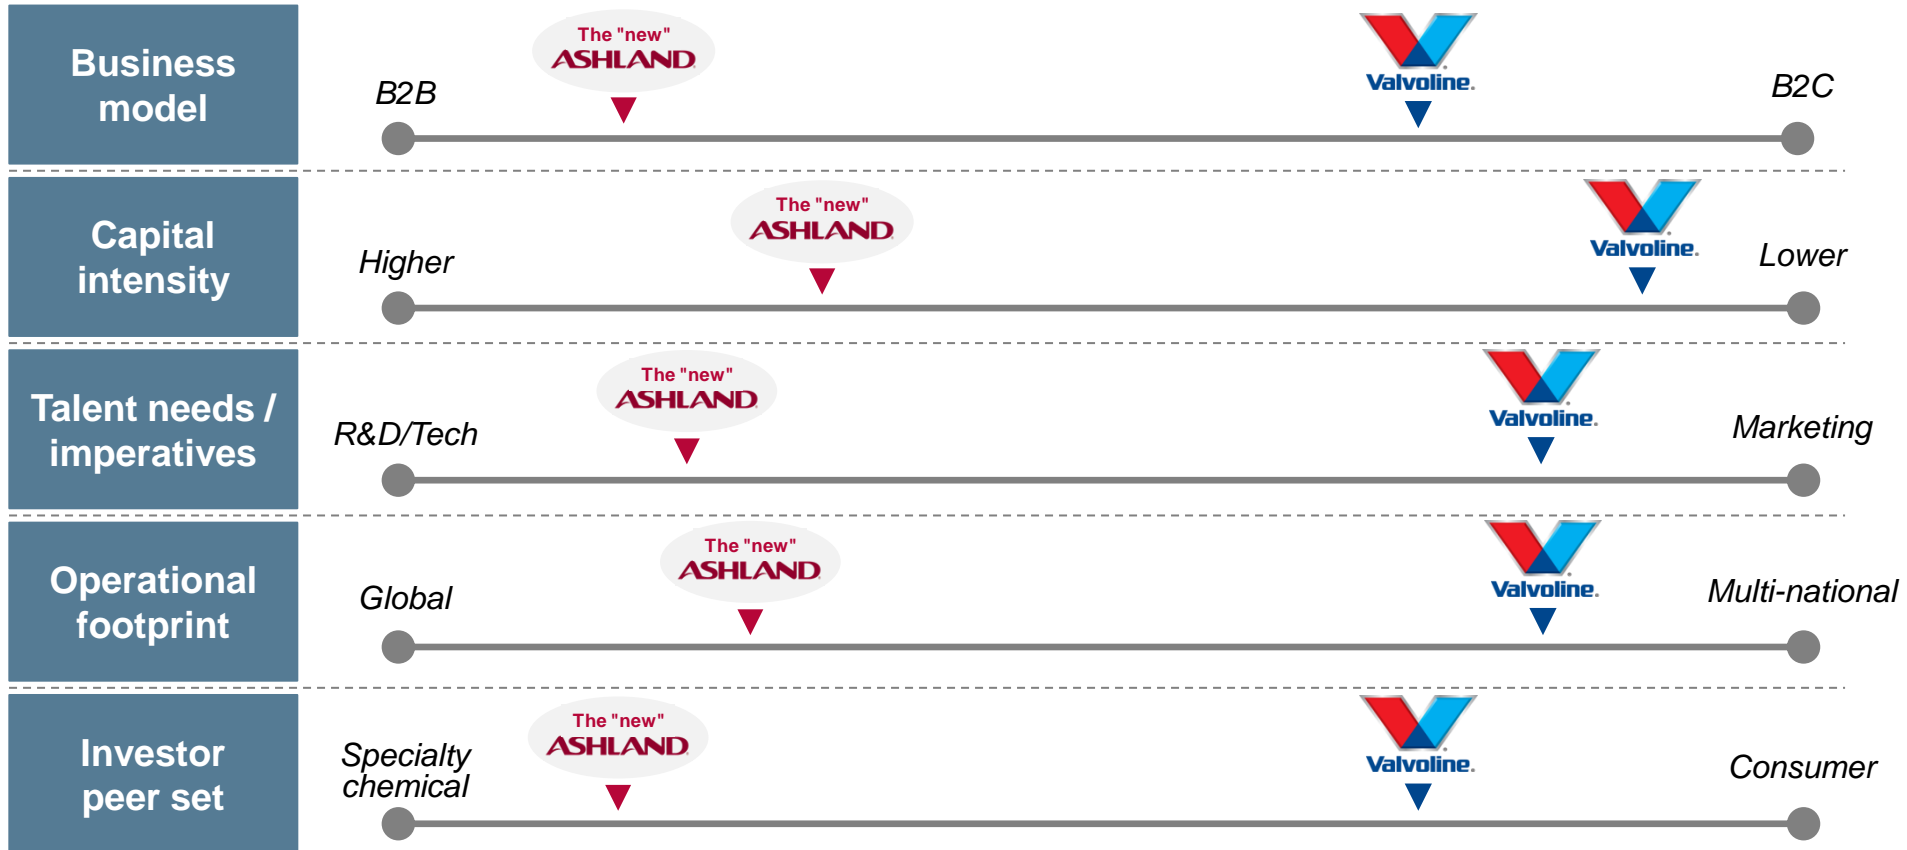 Business
model
B2B
The "new"
ASHLAND
Valvoline.
B2C
Capital
intensity
Higher
The "new"
ASHLAND
Valvoline.
Lower
Talent needs /
imperatives
R&D/Tech
The "new"
ASHLAND
Valvoline.
Marketing
Operational
footprint
Global
The "new"
ASHLAND
Valvoline.
Multi-national
Investor
peer set
Specialty
chemical
The "new"
ASHLAND
Valvoline.
Consumer